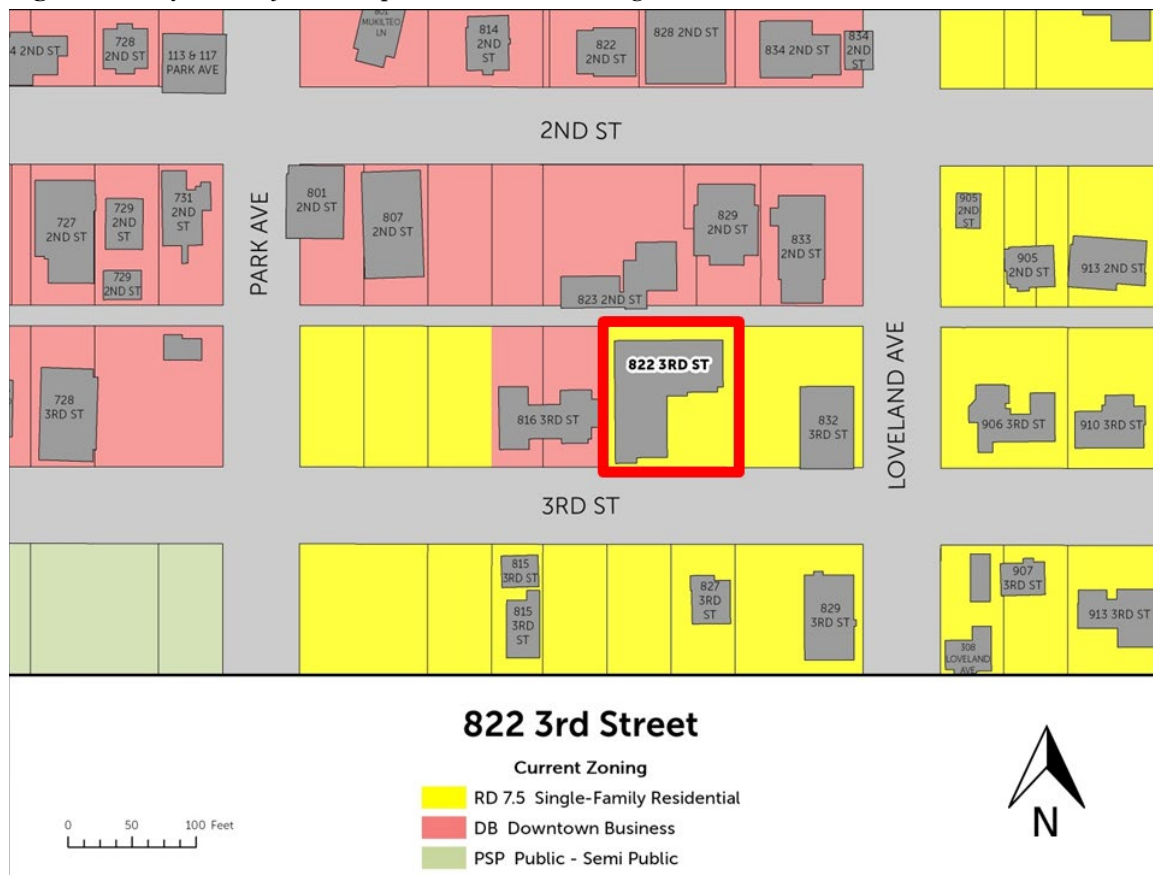 801
MUKILTEO
LN
814
2ND
ST
822
2ND ST
828 2ND ST
834 2ND ST
834
2ND
ST
4 2ND ST
728
2ND ST
113 & 117
PARK AVE
2ND ST
727
2ND ST
729
2ND
ST
729
2ND ST
731
2ND
ST
PARK AVE
801
2ND ST
807
2ND ST
823 2ND ST
829
2ND ST
833
2ND ST
905
2ND
ST
905
2ND ST
913 2ND ST
728
3RD ST
816 3RD ST
822 3RD ST
832
3RD ST
LOVELAND AVE
906 3RD ST
910 3RD ST
3RD ST
815
3RD ST
815
3RD
ST
827
3RD
ST
829
3RD ST
907
3RD ST
913 3RD ST
308
LOVELAND
AVE
822 3rd Street
Current Zoning
RD 7.5 Single-Family Residential
DB Downtown Business
PSP Public - Semi Public
0 50 100 Feet
N